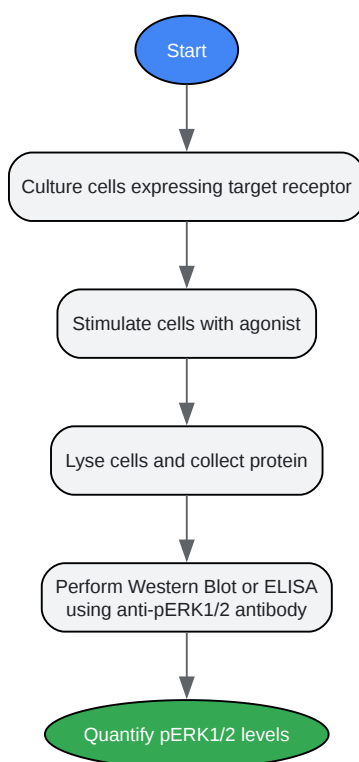 Start
Culture cells expressing target receptor
Stimulate cells with agonist
Lyse cells and collect protein
Perform Western Blot or ELISA
using anti-pERK1/2 antibody
Quantify pERK1/2 levels